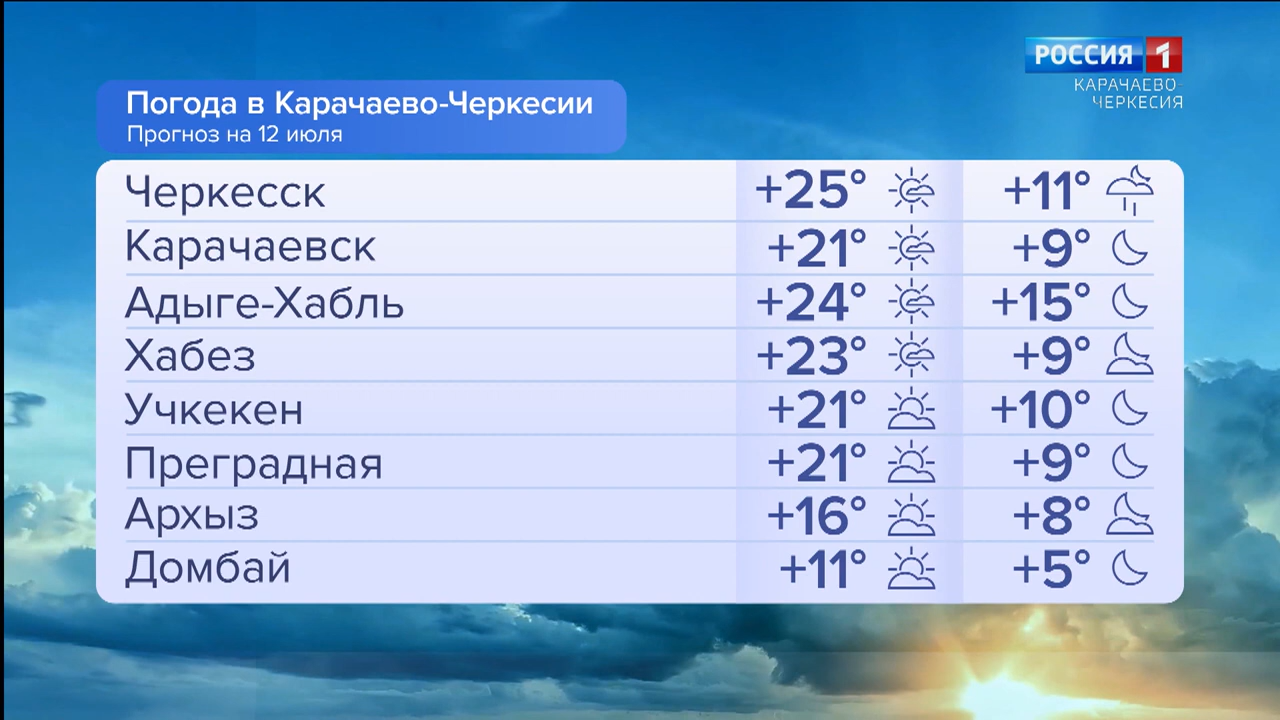 РОССИЯ 1
КАРАЧАЕВО-
ЧЕРКЕСИЯ
Погода в Карачаево-Черкесии
Прогноз на 12 июля
Черкесск +25° +11°
Карачаевск +21° +9°
Адыге-Хабль +24° +15°
Хабез +23° +9°
Учкекен +21° +10°
Преградная +21° +9°
Архыз +16° +8°
Домбай +11° +5°